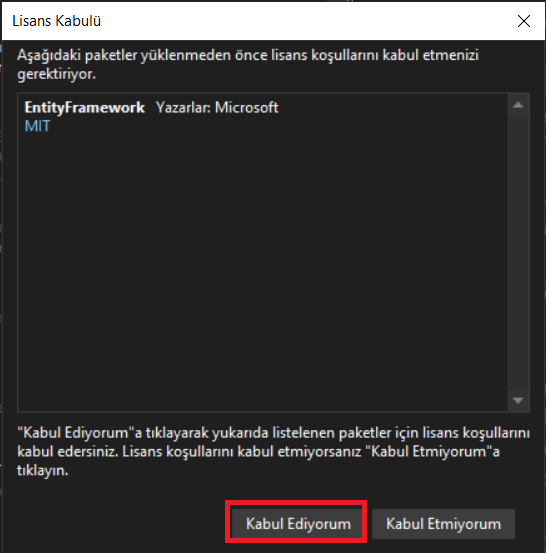 Lisans Kabulü
Aşağıdaki paketler yüklenmeden önce lisans koşullarını kabul etmenizi
gerektiriyor.
EntityFramework Yazarlar: Microsoft
MIT
"Kabul Ediyorum"a tıklayarak yukarıda listelenen paketler için lisans koşullarını
kabul edersiniz. Lisans koşullarını kabul etmiyorsanız "Kabul Etmiyorum"a
tıklayın.
Kabul Ediyorum Kabul Etmiyorum